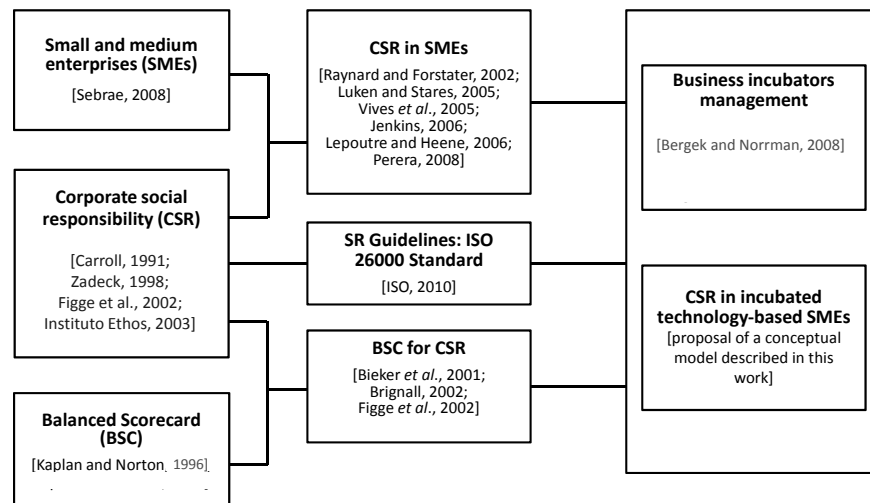 Small and medium
enterprises (SMEs)
[Sebrae, 2008]
Corporate social
responsibility (CSR)
[Carroll, 1991;
Zadeck, 1998;
Figge et al., 2002;
Instituto Ethos, 2003]
Balanced Scorecard
(BSC)
[Kaplan and Norton, 1996]
CSR in SMEs
[Raynard and Forstater, 2002;
Luken and Stares, 2005;
Vives et al., 2005;
Jenkins, 2006;
Lepoutre and Heene, 2006;
Perera, 2008]
SR Guidelines: ISO
26000 Standard
[ISO, 2010]
BSC for CSR
[Bieker et al., 2001;
Brignall, 2002;
Figge et al., 2002]
Business incubators
management
[Bergek and Norrman, 2008]
CSR in incubated
technology-based SMEs
[proposal of a conceptual
model described in this
work]